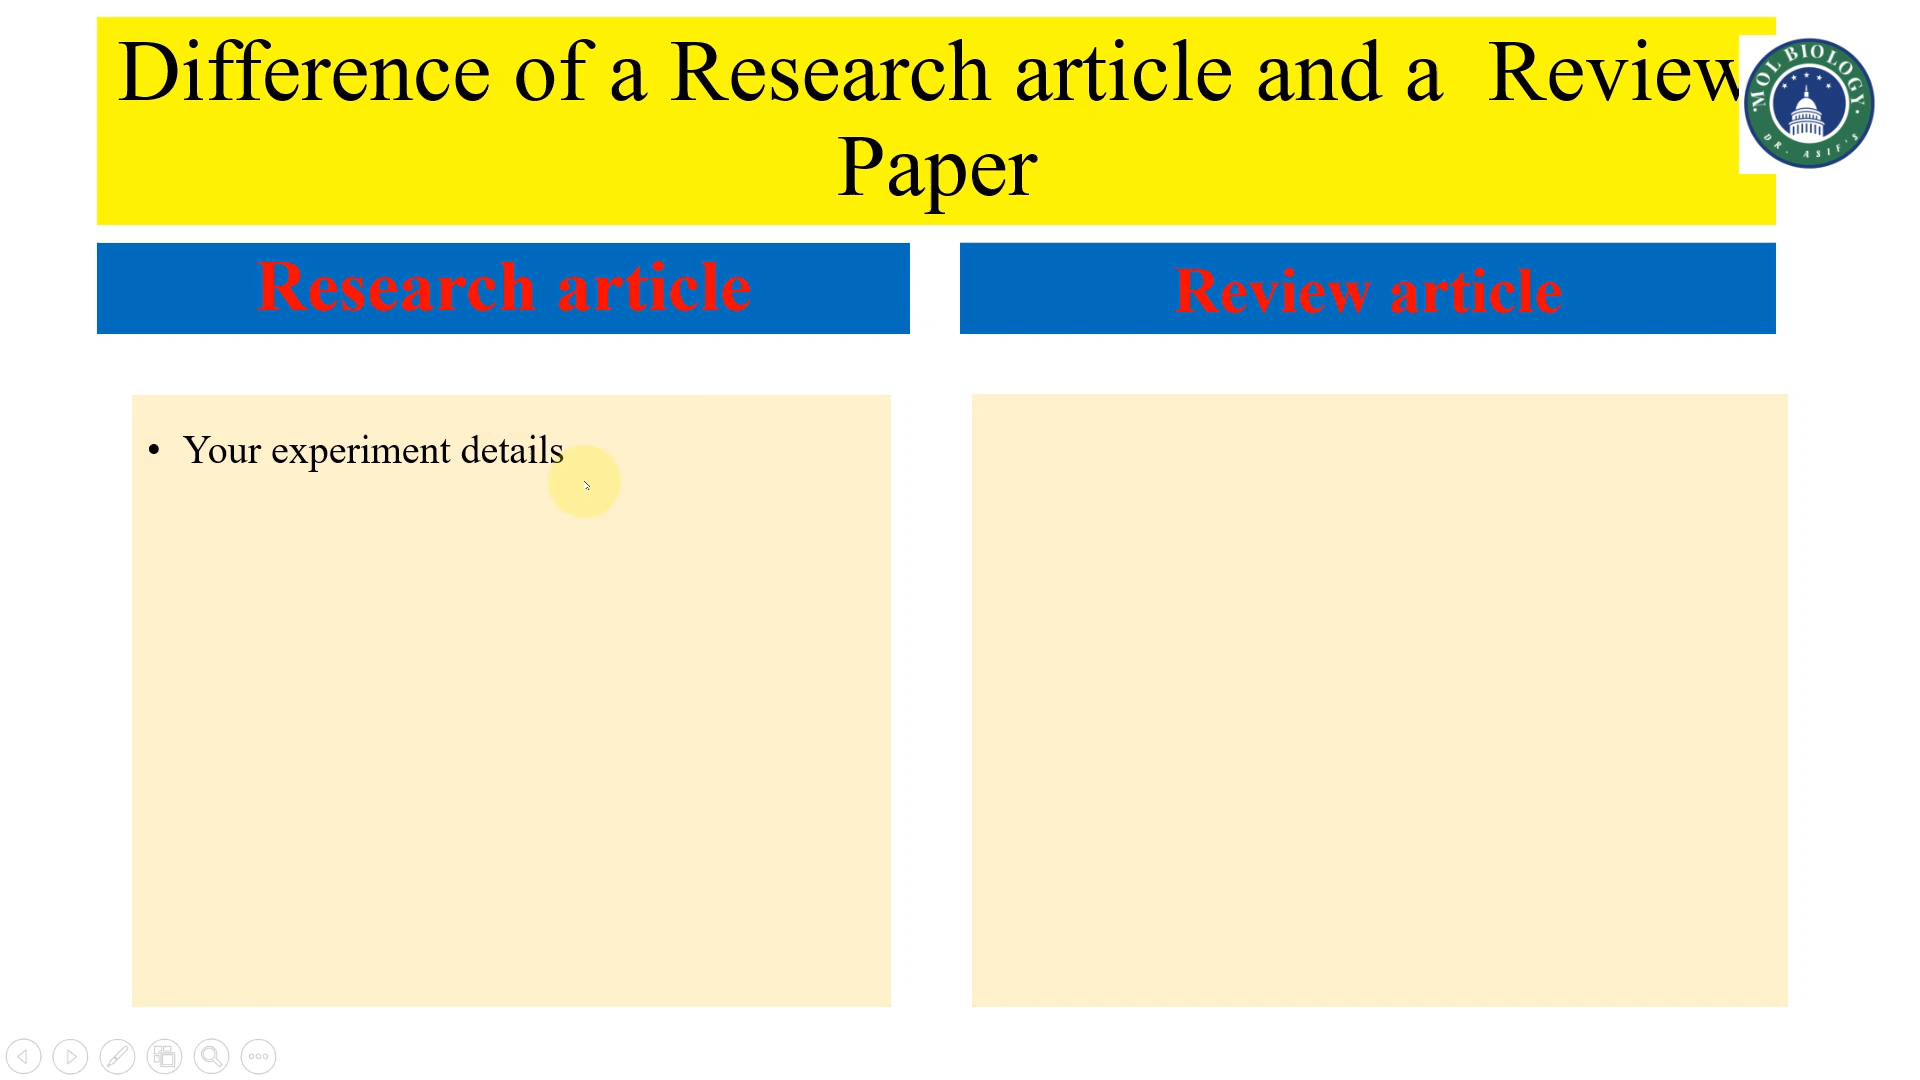 Difference of a Research article and a  Review
Paper
MOL BIOLOGY
DR. ASIF'S
Research article
Review article
• Your experiment details